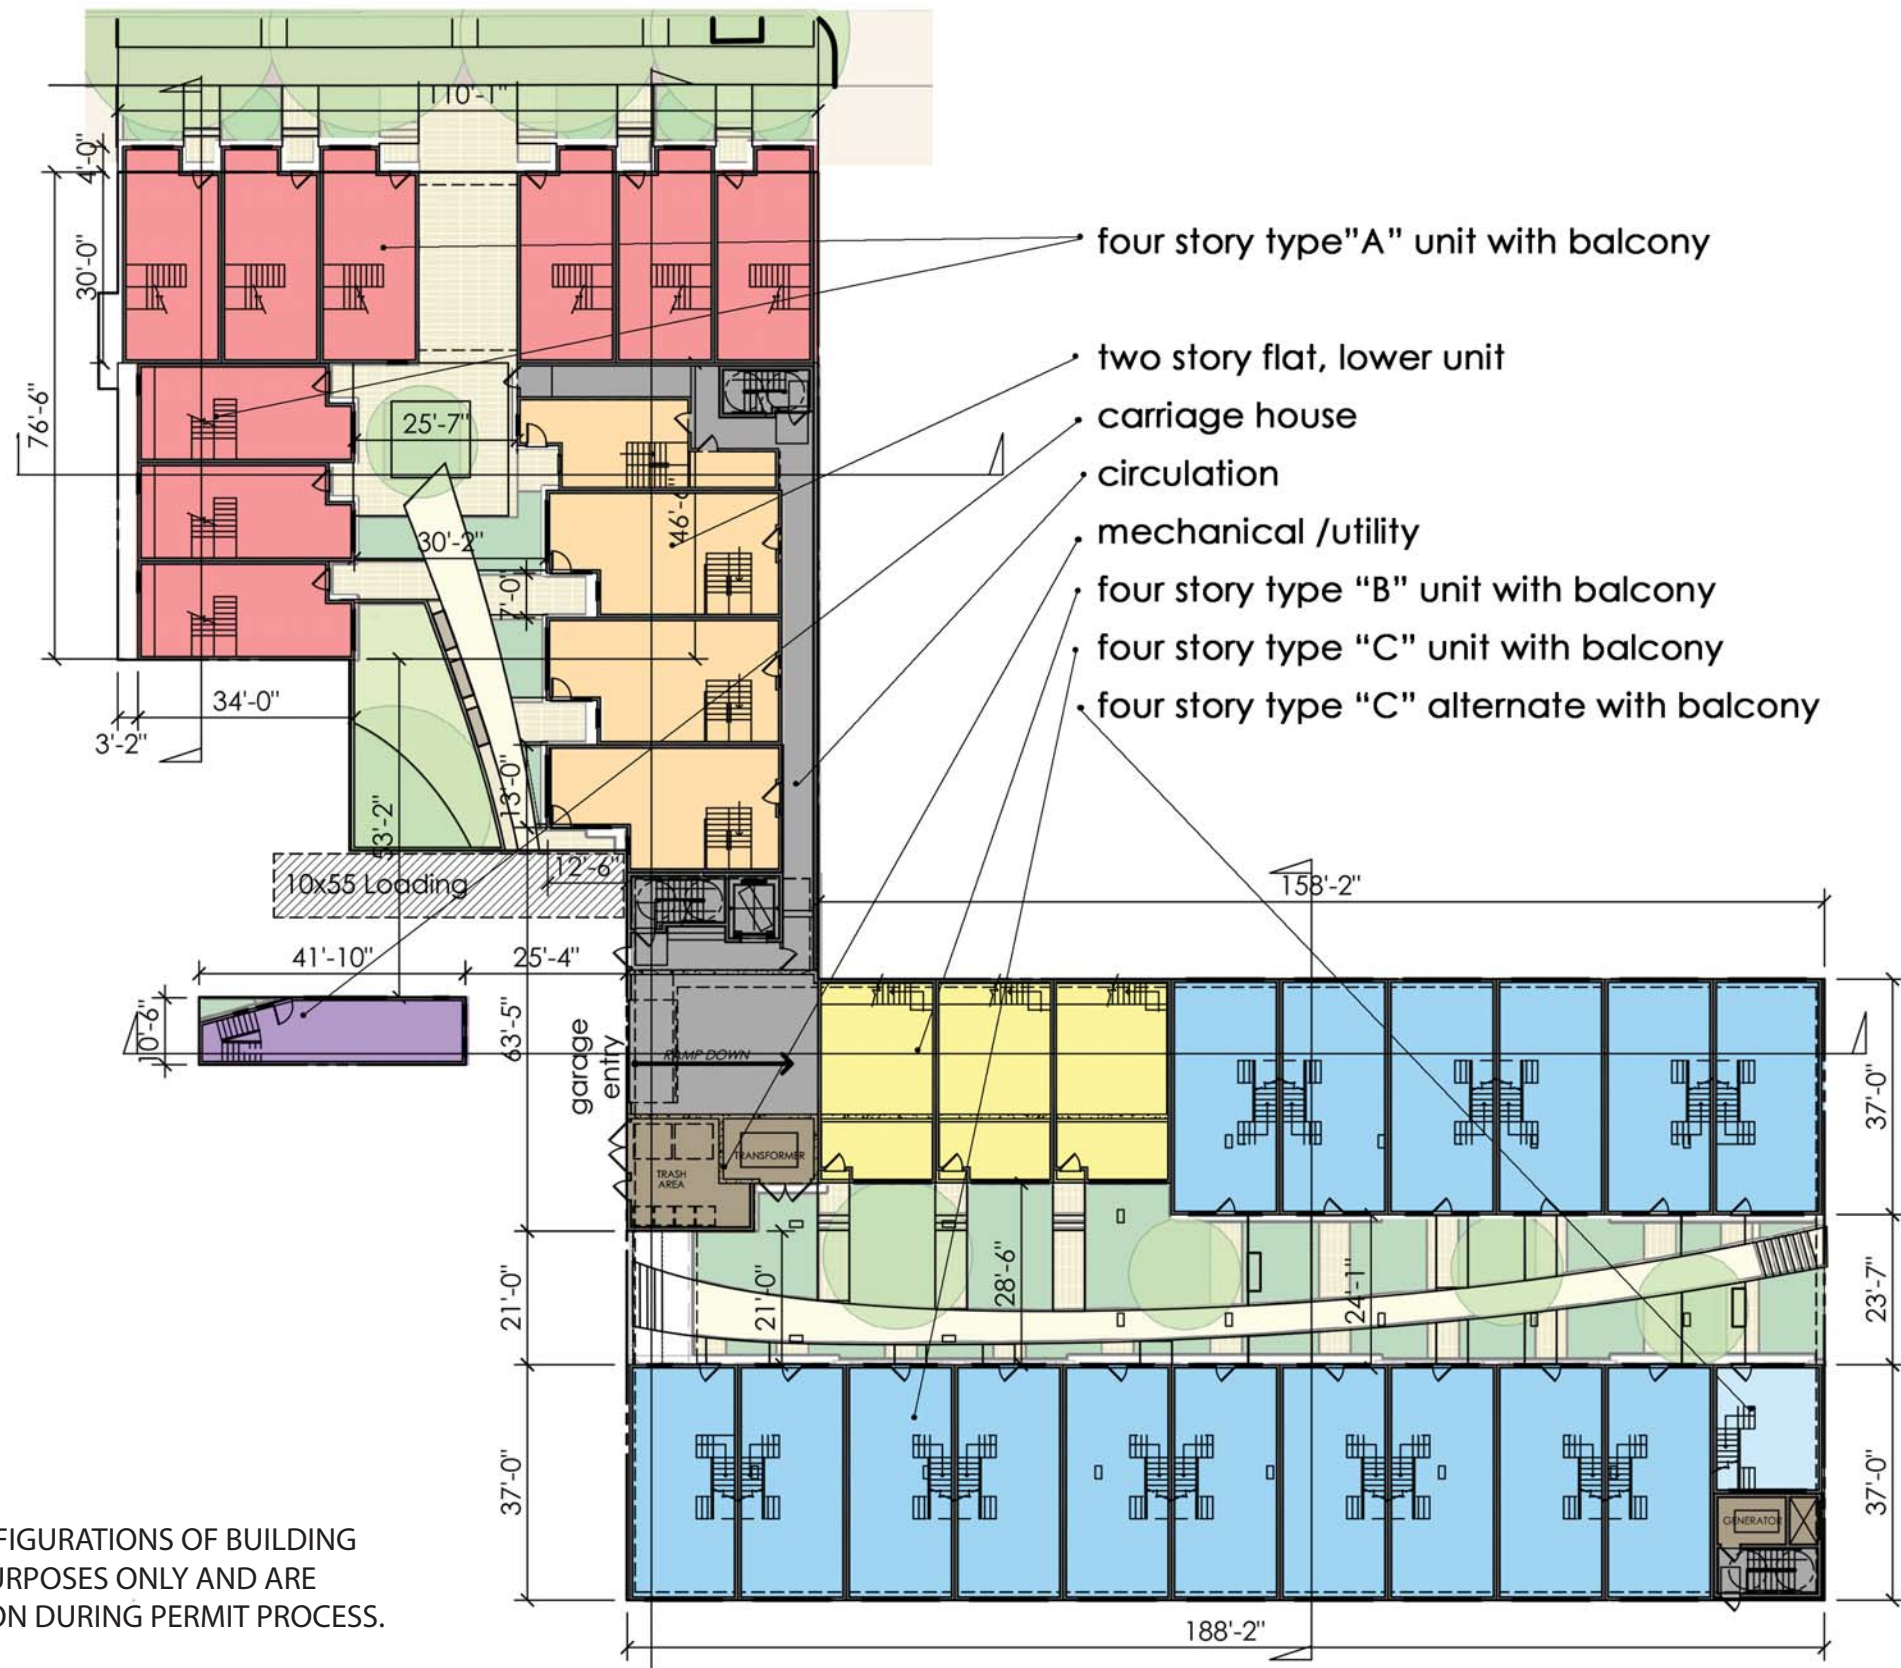 110'-1"
4'-0"
30'-0"
76'-6"
four story type"A" unit with balcony
two story flat, lower unit
carriage house
circulation
mechanical /utility
four story type “B” unit with balcony
four story type “C” unit with balcony
four story type “C” alternate with balcony
25'-7"
46'-6"
30'-2"
7'-0"
34'-0"
3'-2"
13'-0"
53'-2"
12'-6"
10x55 Loading
158'-2"
41'-10"
25'-4"
10'-6"
63'-5"
garage
entry
RAMP DOWN
37'-0"
TRANSFORMER
TRASH
AREA
21'-0"
21'-0"
28'-6"
24'-1"
23'-7"
37'-0"
37'-0"
GENERATOR
FIGURATIONS OF BUILDING
URPOSES ONLY AND ARE
ON DURING PERMIT PROCESS.
188'-2"